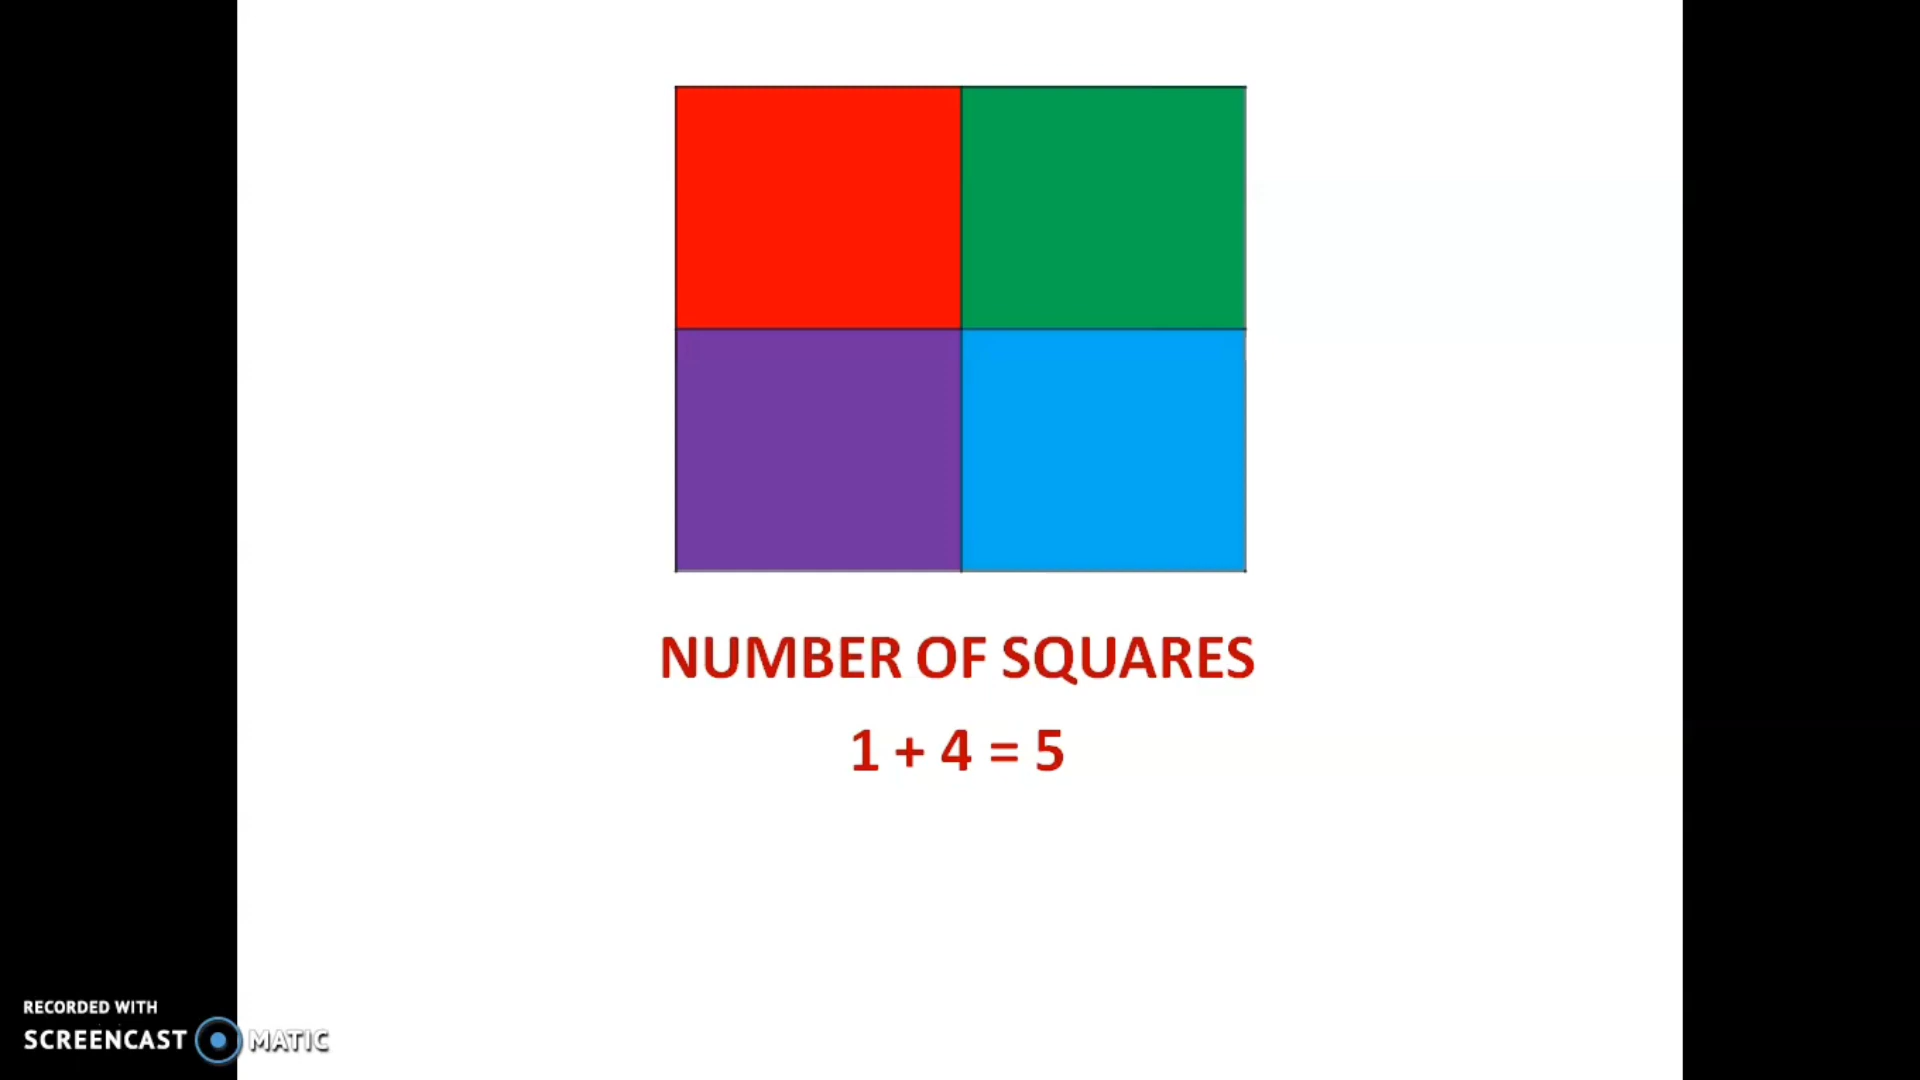 NUMBER OF SQUARES
1 + 4 = 5
RECORDED WITH
SCREENCAST MATIC